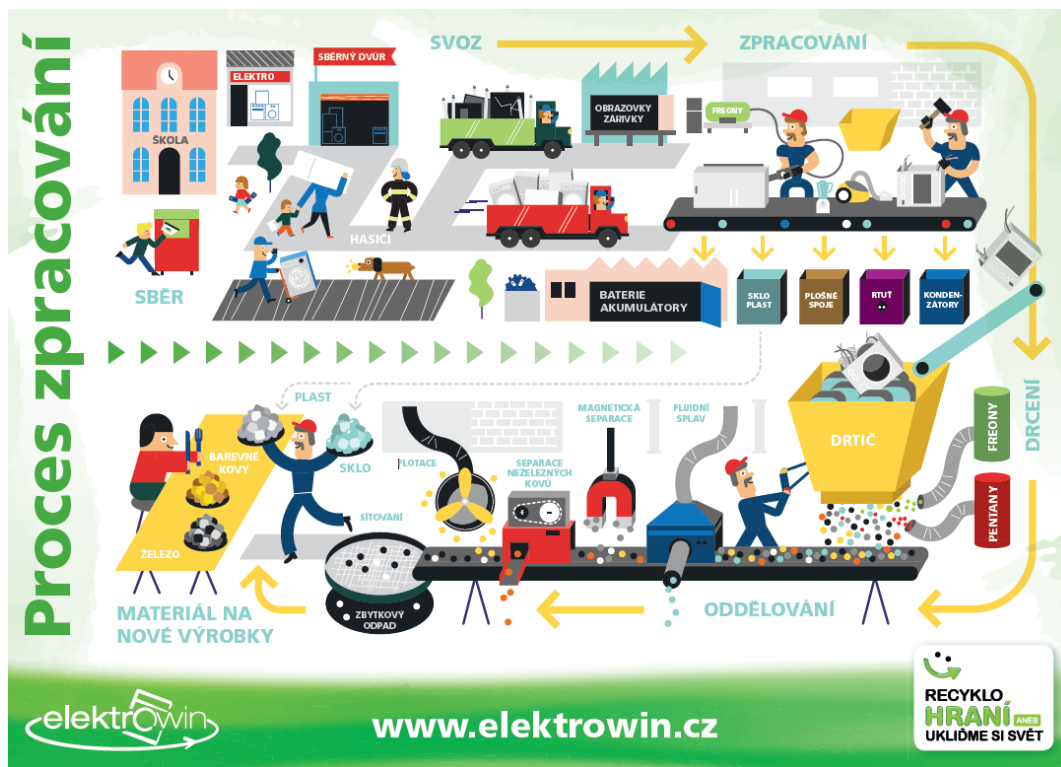 Proces zpracování
SVOZ
ZPRACOVÁNÍ
SBĚRNÝ DVŮR
ELEKTRO
ŠKOLA
OBRAZOVKY
ZÁŘIVKY
FREONY
HASIČI
SBĚR
BATERIE
AKUMULÁTORY
SKLO
PLAST
PLOŠNÉ
SPOJE
RTUŤ
KONDEN-
ZÁTORY
DRCENÍ
DRTIČ
FREONY
PENTANY
PLAST
SKLO
BAREVNÉ
KOVY
ŽELEZO
FLOTACE
SEPARACE
NEŽELEZNÝCH
KOVŮ
MAGNETICKÁ
SEPARACE
FLUIDNÍ
SPLAV
SÍTOVÁNÍ
ZBYTKOVÝ
ODPAD
ODDĚLOVÁNÍ
MATERIÁL NA
NOVÉ VÝROBKY
elektrowin
www.elektrowin.cz
RECYKLO
HRANÍ ANEB
UKLIĎME SI SVĚT